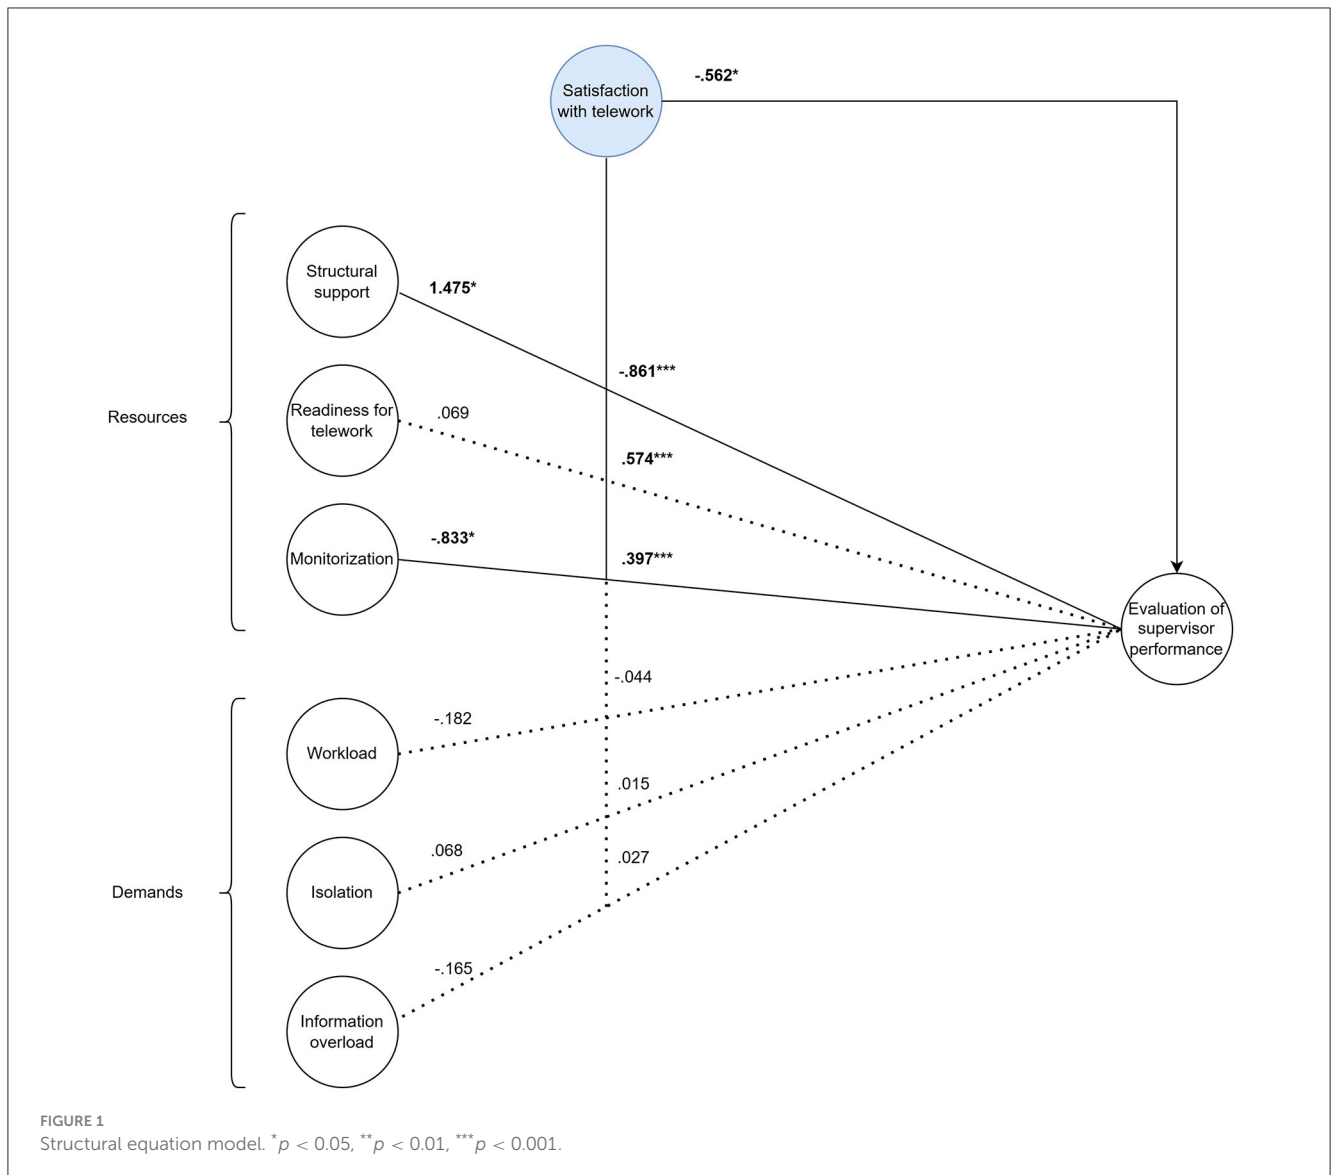 Satisfaction
with telework
-.562*
Structural
support
1.475*
-.861***
Resources
Readiness for
telework
.069
.574***
Monitorization
-.833*
.397***
Evaluation of
supervisor
performance
-.044
Workload
-.182
.015
Demands
Isolation
.068
.027
Information
overload
-.165
FIGURE 1
Structural equation model. *p < 0.05, **p < 0.01, ***p < 0.001.